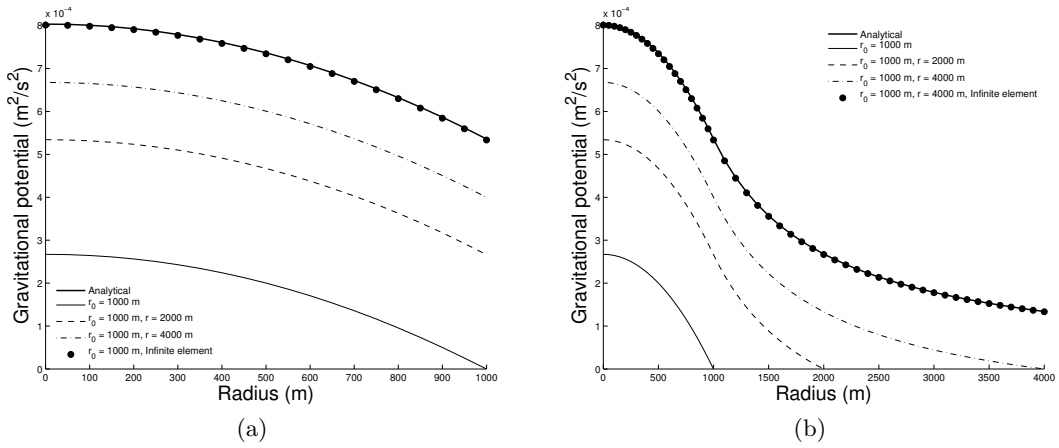 x 10⁻⁴
8
7
6
5
4
3
2
1
0
Gravitational potential (m²/s²)
Analytical
r₀ = 1000 m
r₀ = 1000 m, r = 2000 m
r₀ = 1000 m, r = 4000 m
r₀ = 1000 m, Infinite element
0 100 200 300 400 500 600 700 800 900 1000
Radius (m)
(a)
x 10⁻⁴
8
7
6
5
4
3
2
1
0
Gravitational potential (m²/s²)
Analytical
r₀ = 1000 m
r₀ = 1000 m, r = 2000 m
r₀ = 1000 m, r = 4000 m
r₀ = 1000 m, r = 4000 m, Infinite element
0 500 1000 1500 2000 2500 3000 3500 4000
Radius (m)
(b)